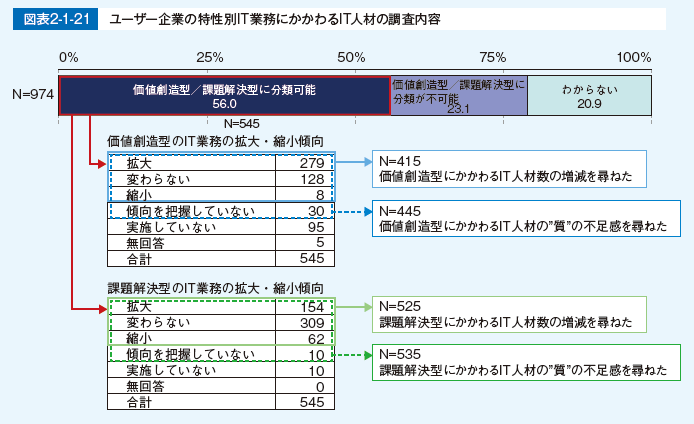 図表2-1-21 ユーザー企業の特性別IT業務にかかわるIT人材の調査内容
0% 25% 50% 75% 100%
N=974
価値創造型／課題解決型に分類可能
56.0
価値創造型／課題解決型に
分類が不可能
23.1
わからない
20.9
N=545
価値創造型のIT業務の拡大・縮小傾向
拡大 279
変わらない 128
縮小 8
傾向を把握していない 30
実施していない 95
無回答 5
合計 545
N=415
価値創造型にかかわるIT人材数の増減を尋ねた
N=445
価値創造型にかかわるIT人材の”質”の不足感を尋ねた
課題解決型のIT業務の拡大・縮小傾向
拡大 154
変わらない 309
縮小 62
傾向を把握していない 10
実施していない 10
無回答 0
合計 545
N=525
課題解決型にかかわるIT人材数の増減を尋ねた
N=535
課題解決型にかかわるIT人材の”質”の不足感を尋ねた